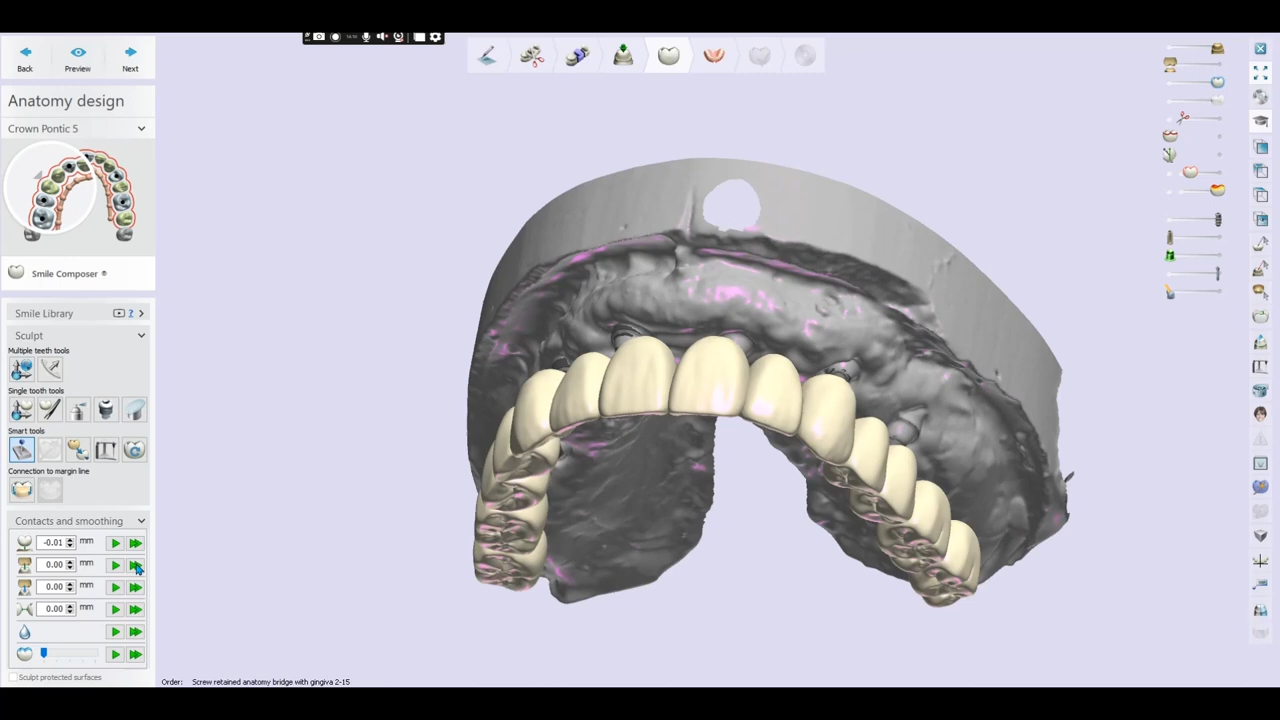 Back
Preview
Next
Anatomy design
Crown Pontic 5
Smile Composer ®
Smile Library
?
Sculpt
Multiple teeth tools
Single tooth tools
Smart tools
Connection to margin line
Contacts and smoothing
-0.01 mm
0.00 mm
0.00 mm
0.00 mm
Sculpt protected surfaces
Order: Screw retained anatomy bridge with gingiva 2-15